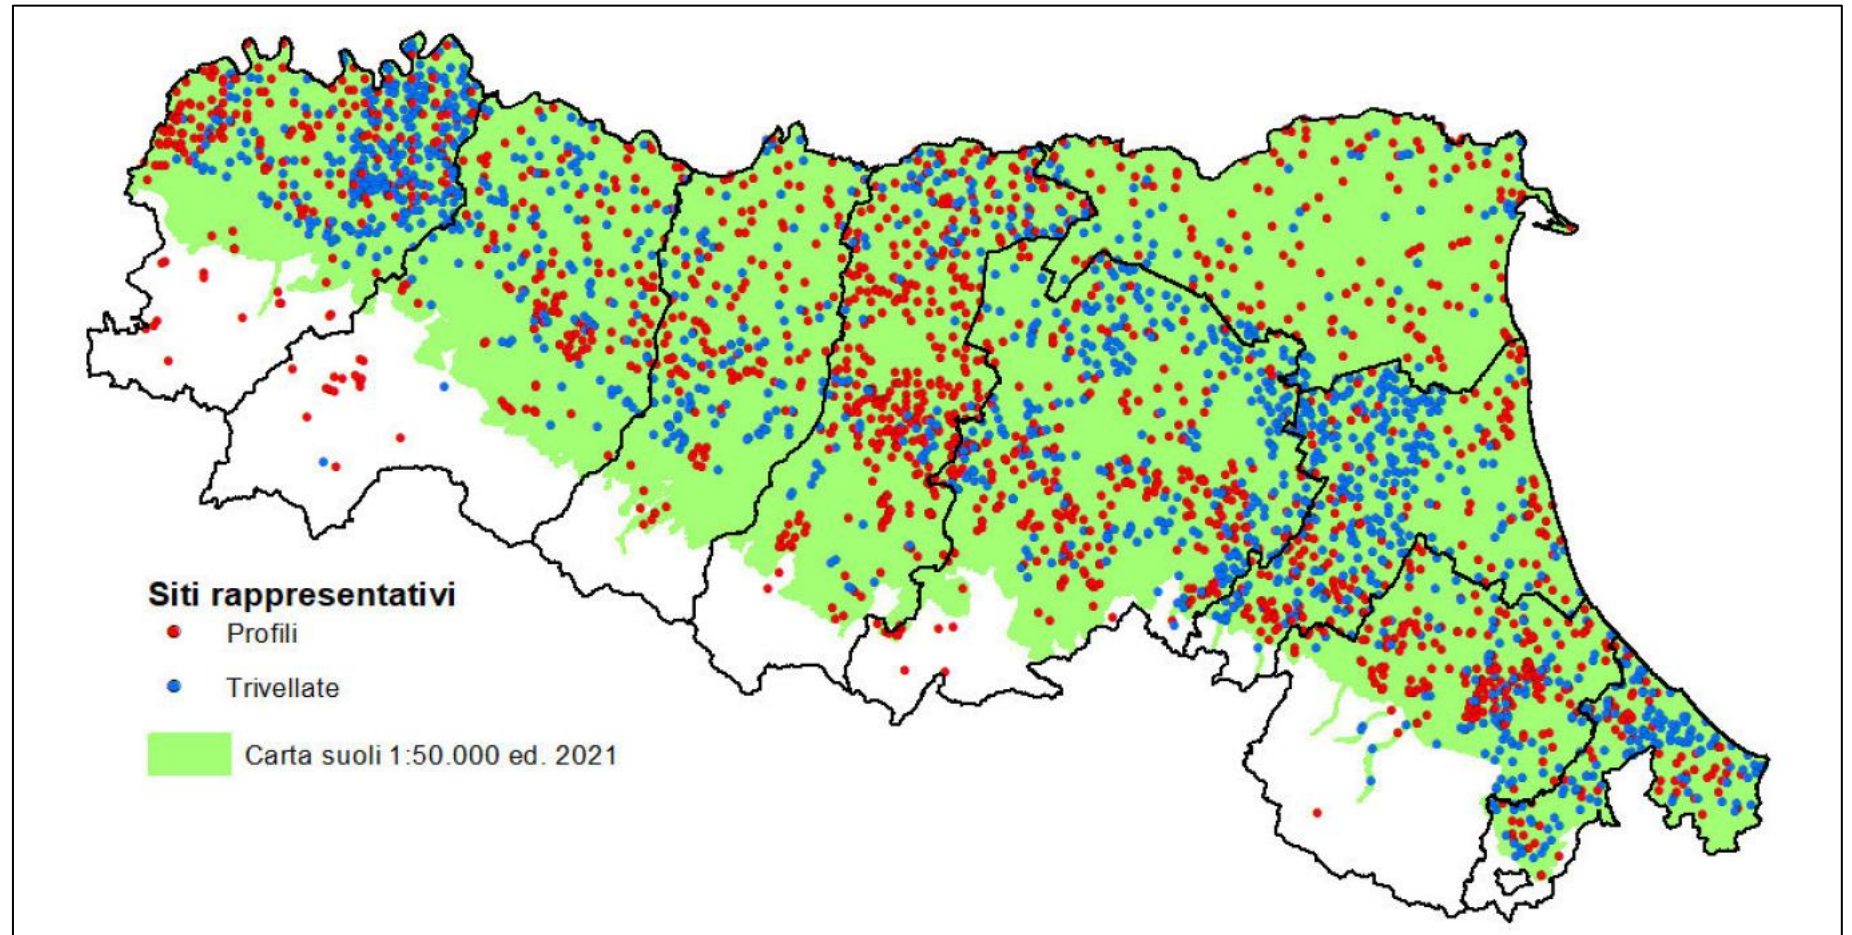 Siti rappresentativi
Profili
Trivellate
Carta suoli 1:50.000 ed. 2021